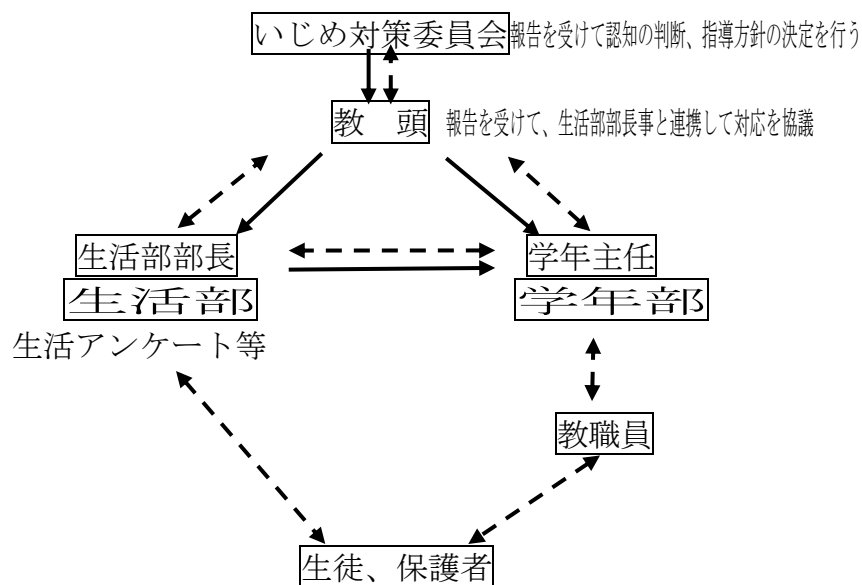 いじめ対策委員会 報告を受けて認知の判断、指導方針の決定を行う
教　頭 報告を受けて、生活部部長事と連携して対応を協議
生活部部長 学年主任
生活部 学年部
生活アンケート等
教職員
生徒、保護者